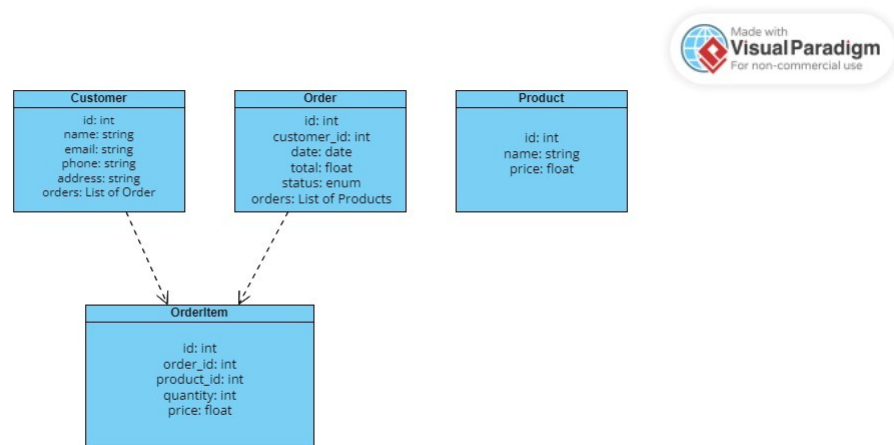 Made with
Visual Paradigm
For non-commercial use
Customer
id: int
name: string
email: string
phone: string
address: string
orders: List of Order
Order
id: int
customer_id: int
date: date
total: float
status: enum
orders: List of Products
Product
id: int
name: string
price: float
OrderItem
id: int
order_id: int
product_id: int
quantity: int
price: float